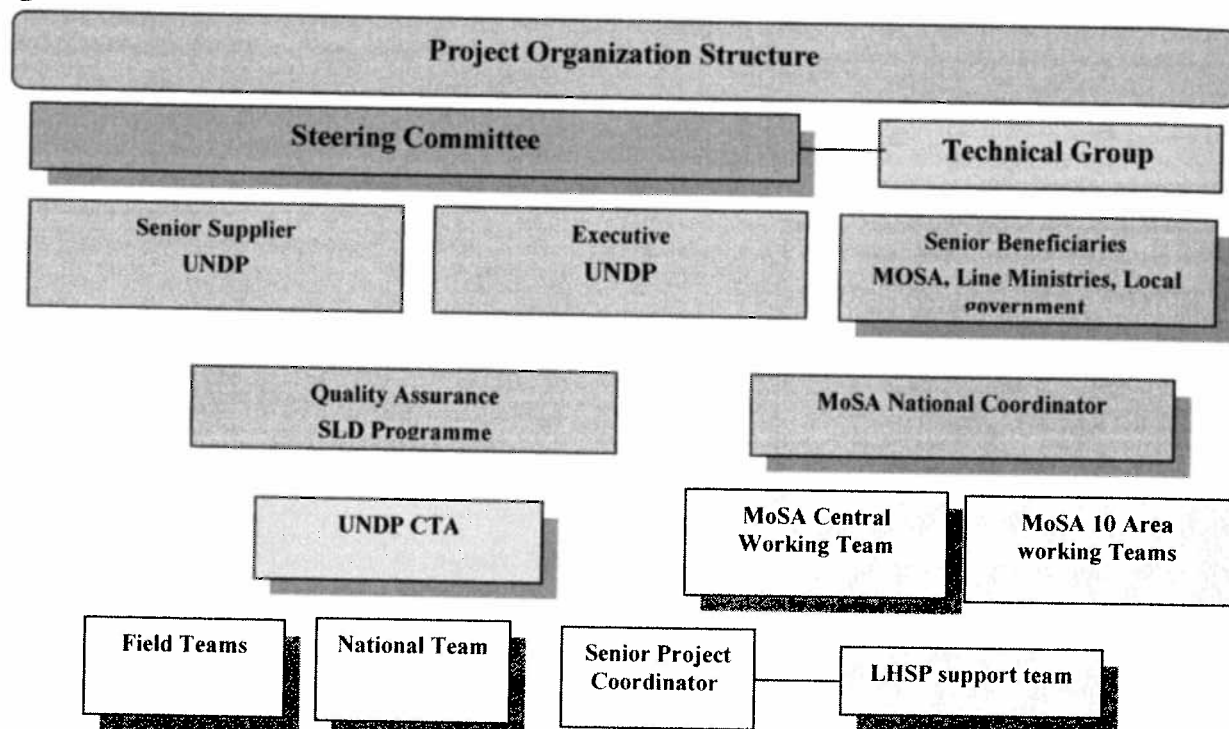 Project Organization Structure
Steering Committee
Technical Group
Senior Supplier
UNDP
Executive
UNDP
Senior Beneficiaries
MOSA, Line Ministries, Local
government
Quality Assurance
SLD Programme
MoSA National Coordinator
UNDP CTA
MoSA Central
Working Team
MoSA 10 Area
working Teams
Field Teams
National Team
Senior Project
Coordinator
LHSP support team